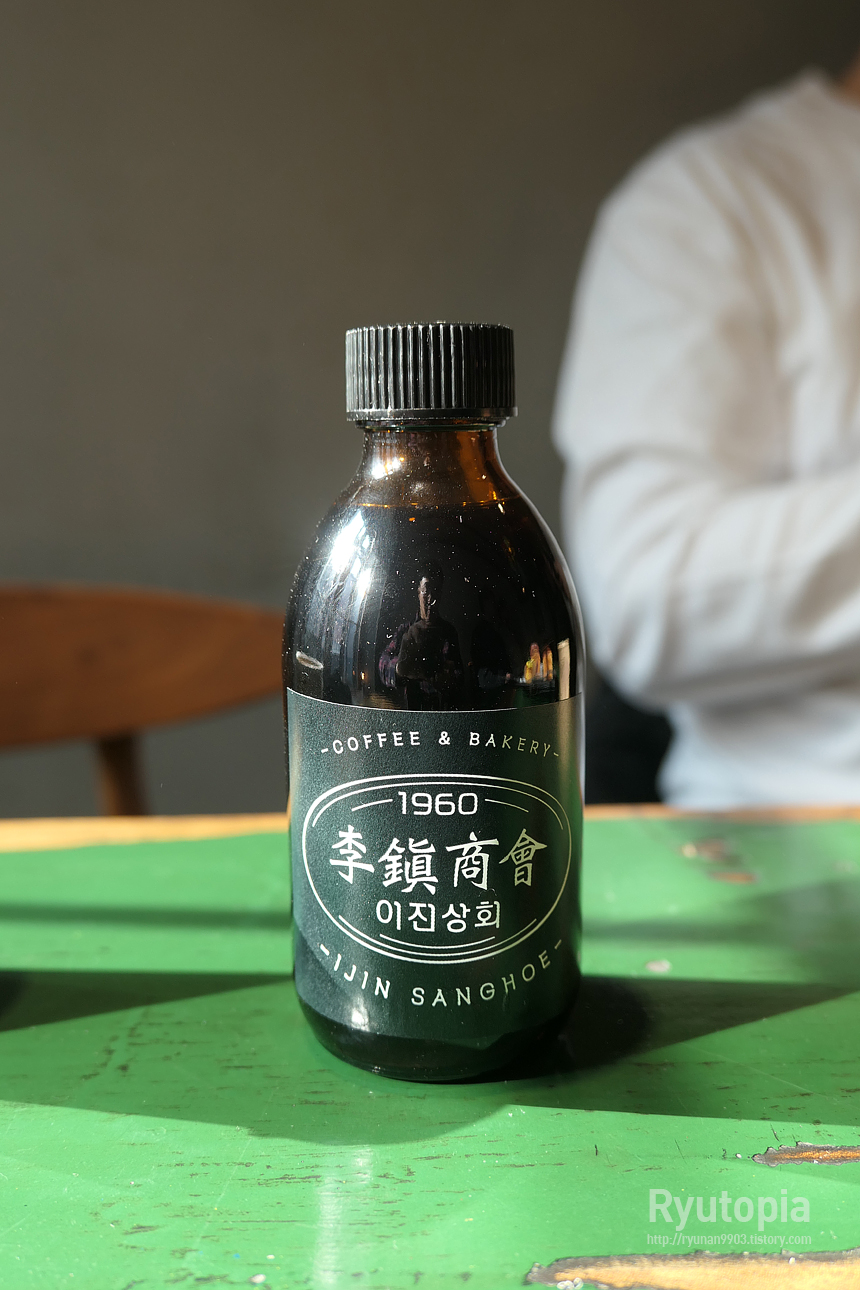 -COFFEE & BAKERY-
1960
李鎭商會
이진상회
-IJIN SANGHOE-
Ryutopia
http://ryunan9903.tistory.com